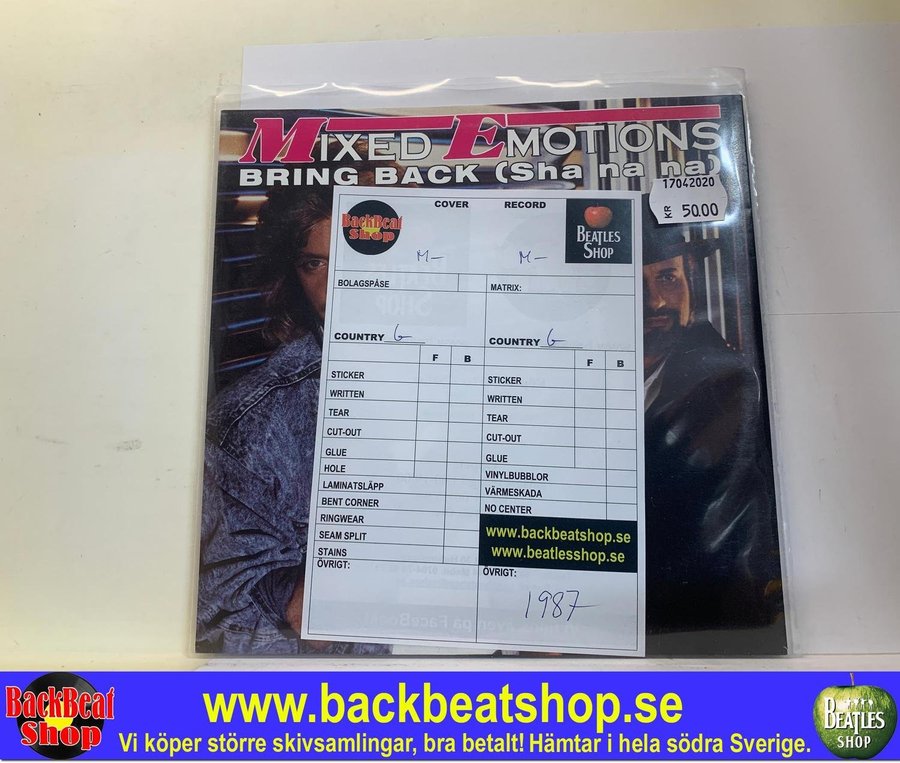 MIXED EMOTIONS
BRING BACK (Sha na na)
17042020
KR 50.00
BackBeat Shop
COVER
RECORD
BEATLES SHOP
M-
M-
BOLAGSPÅSE
MATRIX:
COUNTRY G
COUNTRY G
F B
F B
STICKER
WRITTEN
TEAR
CUT-OUT
GLUE
HOLE
LAMINATSLÄPP
BENT CORNER
RINGWEAR
SEAM SPLIT
STAINS
ÖVRIGT:
STICKER
WRITTEN
TEAR
CUT-OUT
GLUE
VINYLBUBBLOR
VÄRMESKADA
NO CENTER
www.backbeatshop.se
www.beatlesshop.se
ÖVRIGT:
1987
BackBeat Shop
www.backbeatshop.se
Vi köper större skivsamlingar, bra betalt! Hämtar i hela södra Sverige.
BEATLES SHOP